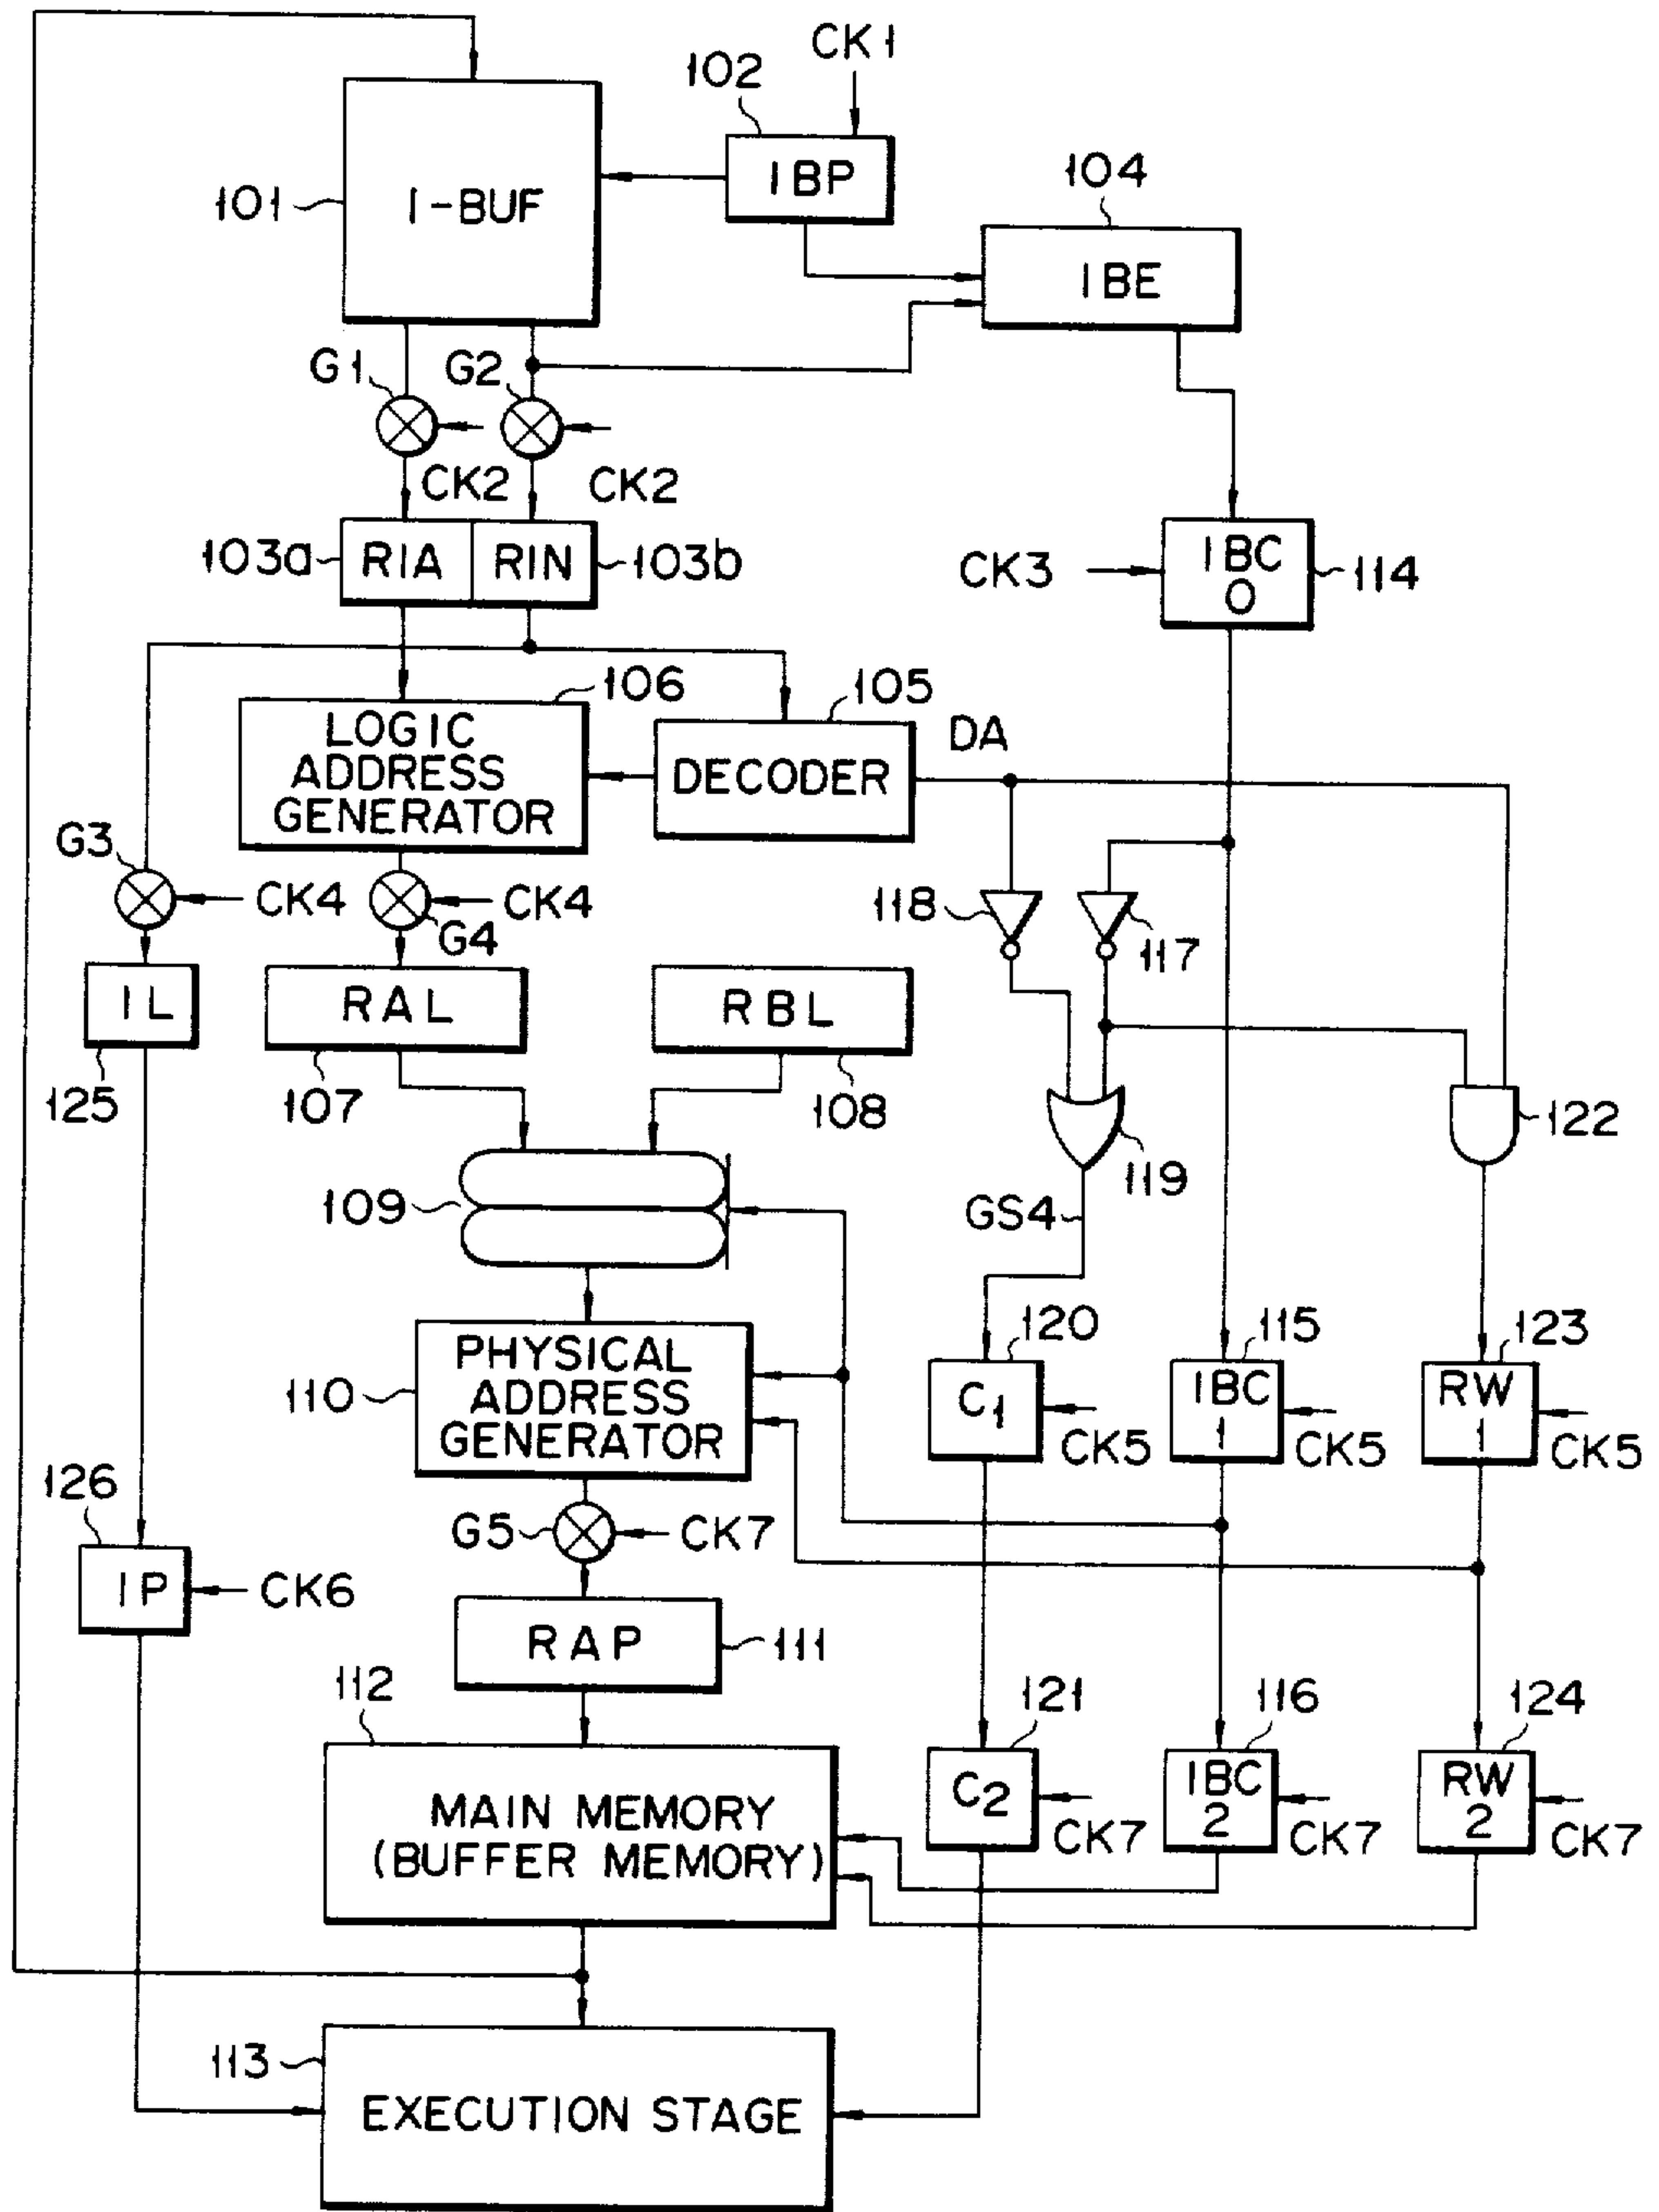 CK1
102
IBP
104
101
I-BUF
IBE
G1
G2
CK2
CK2
103a
RIA
RIN
103b
CK3
IBC
0
114
106
105
LOGIC
ADDRESS
GENERATOR
DECODER
DA
G3
CK4
CK4
G4
118
117
IL
RAL
RBL
125
107
108
122
119
109
GS4
120
115
123
110
PHYSICAL
ADDRESS
GENERATOR
C1
IBC
1
RW
1
CK5
CK5
CK5
126
G5
CK7
IP
CK6
RAP
111
112
121
116
124
MAIN MEMORY
(BUFFER MEMORY)
C2
IBC
2
RW
2
CK7
CK7
CK7
113
EXECUTION STAGE